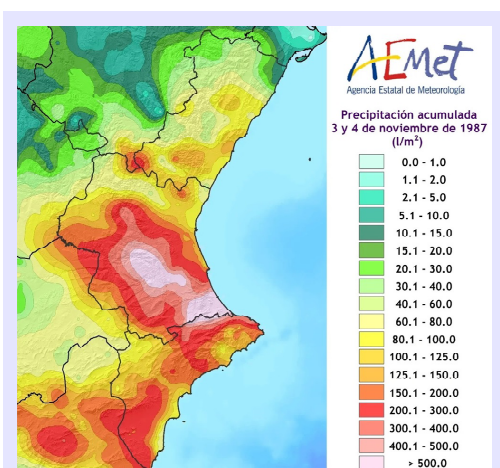 AEMet
Agencia Estatal de Meteorología
Precipitación acumulada
3 y 4 de noviembre de 1987
(l/m²)
0.0 - 1.0
1.1 - 2.0
2.1 - 5.0
5.1 - 10.0
10.1 - 15.0
15.1 - 20.0
20.1 - 30.0
30.1 - 40.0
40.1 - 60.0
60.1 - 80.0
80.1 - 100.0
100.1 - 125.0
125.1 - 150.0
150.1 - 200.0
200.1 - 300.0
300.1 - 400.0
400.1 - 500.0
> 500.0